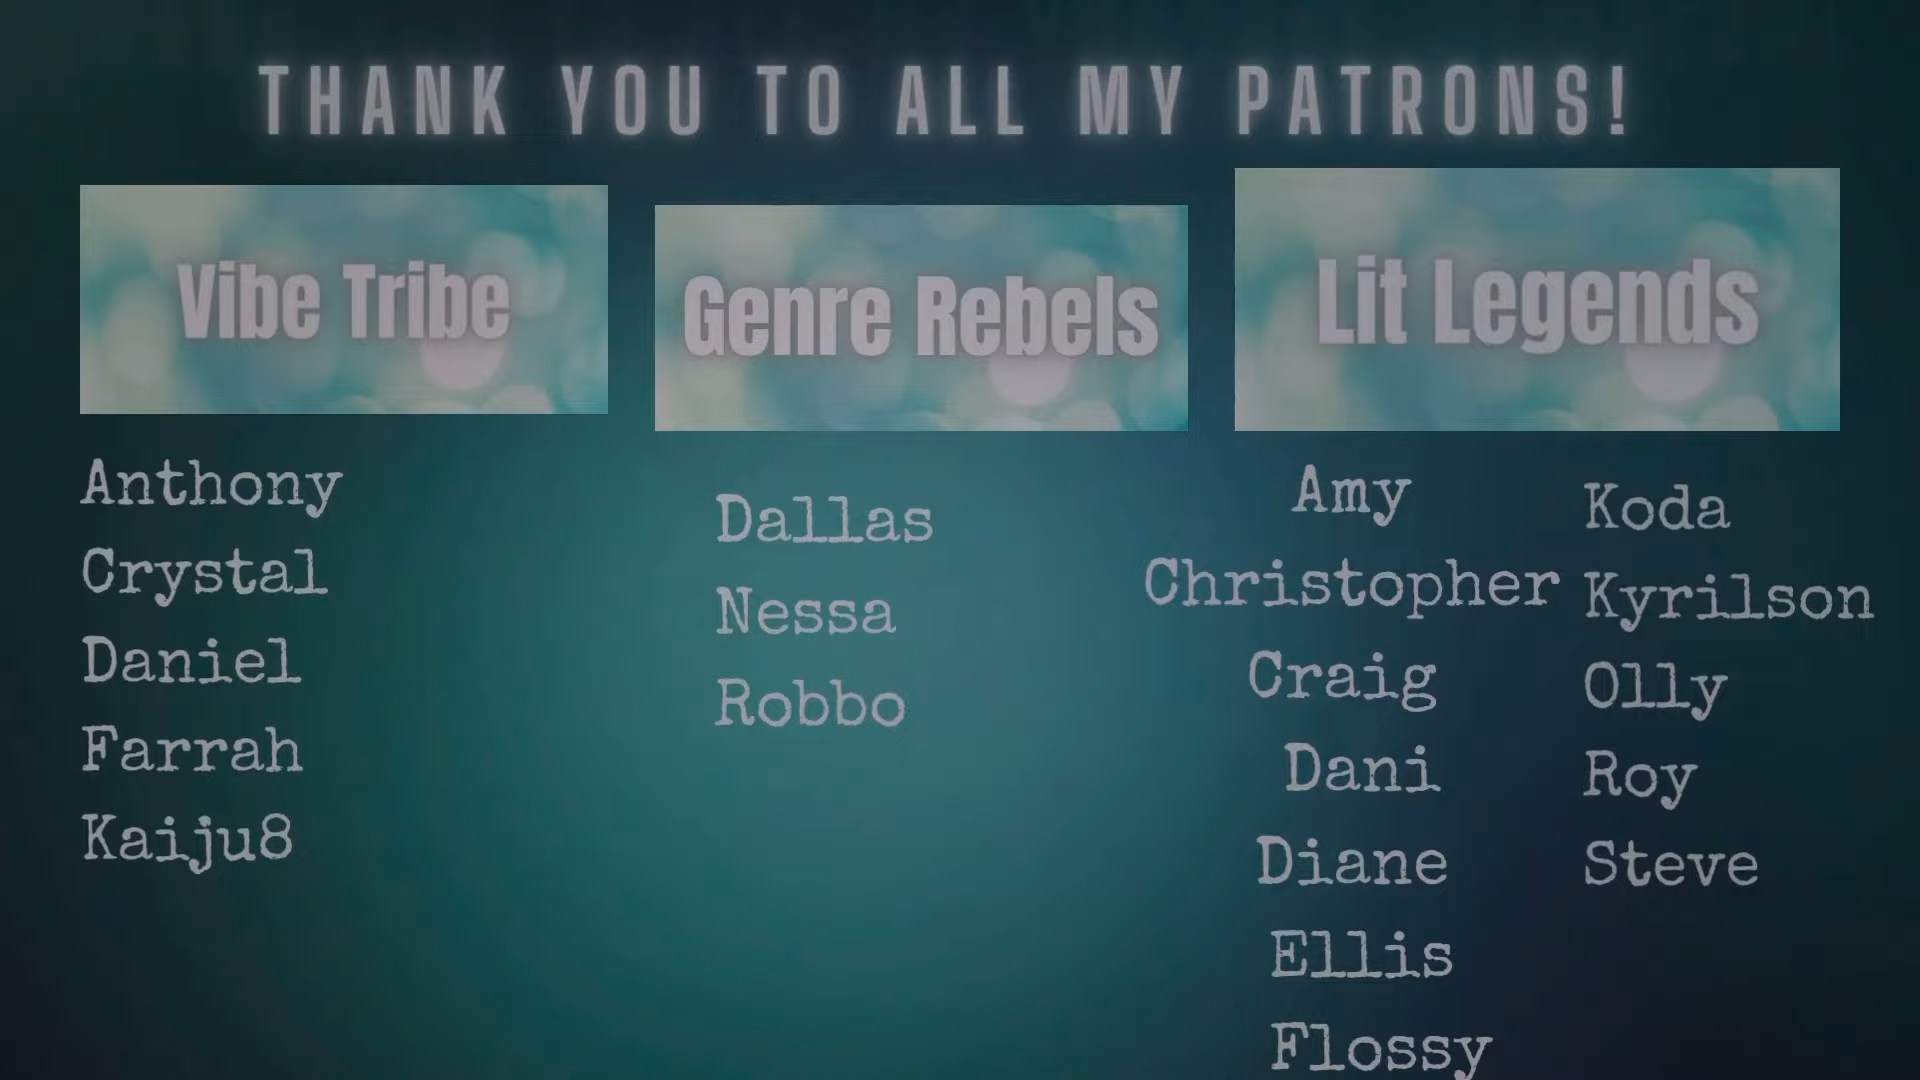 THANK YOU TO ALL MY PATRONS!
Vibe Tribe
Anthony
Crystal
Daniel
Farrah
Kaiju8
Genre Rebels
Dallas
Nessa
Robbo
Lit Legends
Amy
Christopher
Craig
Dani
Diane
Ellis
Flossy
Koda
Kyrilson
Olly
Roy
Steve